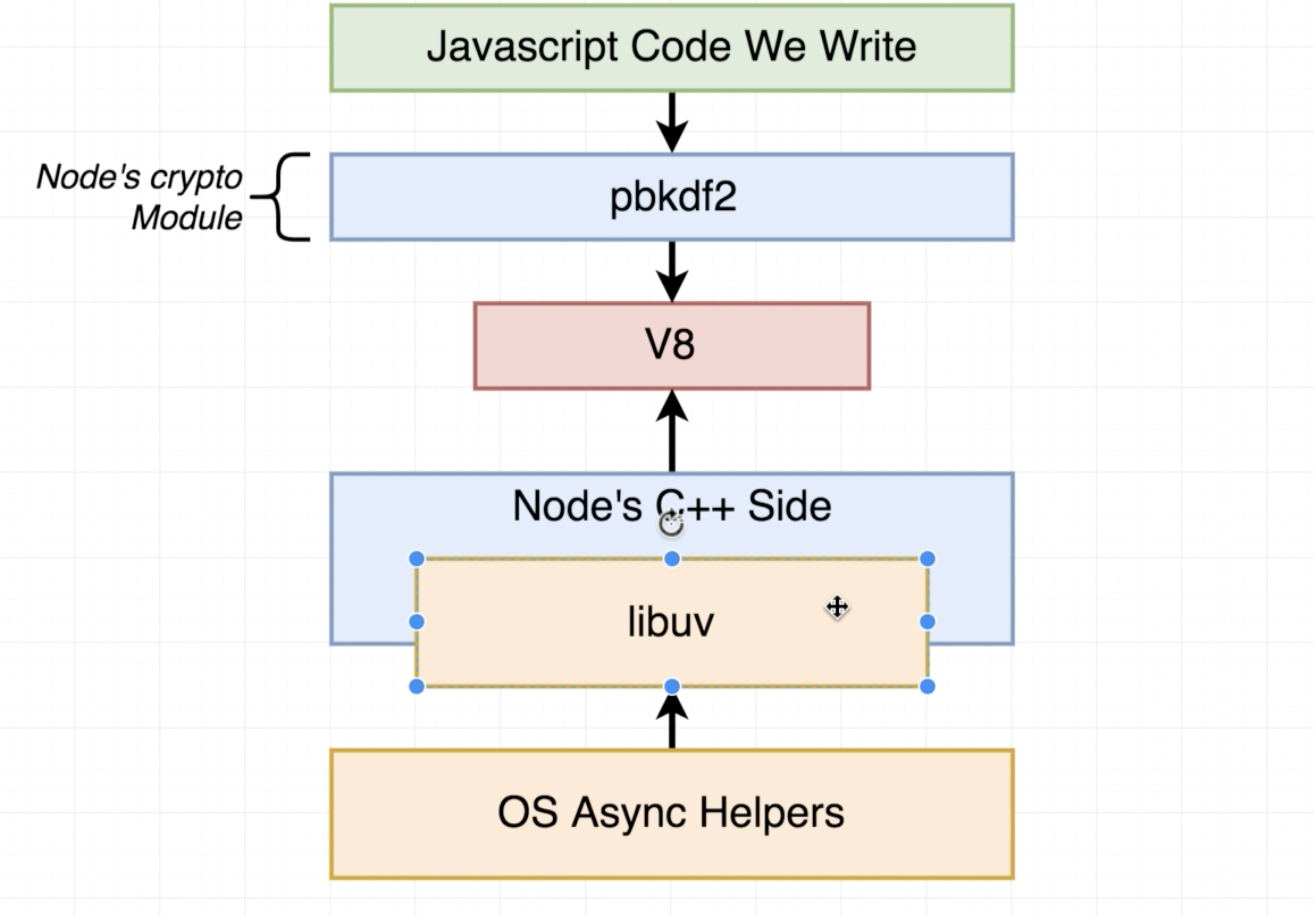 Javascript Code We Write
Node's crypto
Module
pbkdf2
V8
Node's C++ Side
libuv
OS Async Helpers